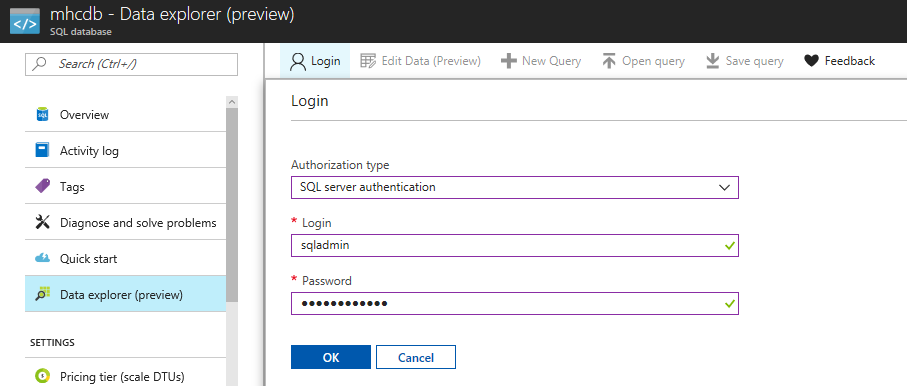 mhcdb - Data explorer (preview)
SQL database
Search (Ctrl+/)
Overview
Activity log
Tags
Diagnose and solve problems
Quick start
Data explorer (preview)
SETTINGS
Pricing tier (scale DTUs)
Login Edit Data (Preview) New Query Open query Save query Feedback
Login
Authorization type
SQL server authentication
* Login
sqladmin
* Password
••••••••••••
OK Cancel